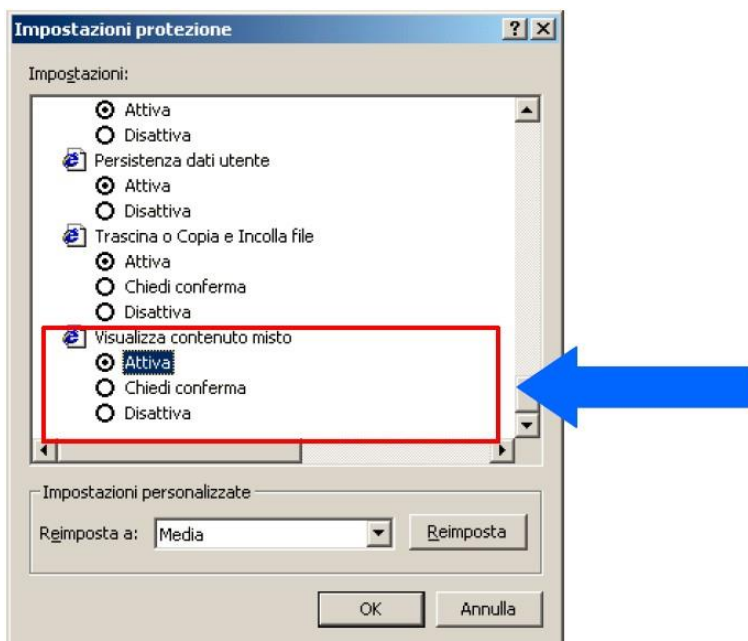 Impostazioni protezione
Impostazioni:
Attiva
Disattiva
Persistenza dati utente
Attiva
Disattiva
Trascina o Copia e Incolla file
Attiva
Chiedi conferma
Disattiva
Visualizza contenuto misto
Attiva
Chiedi conferma
Disattiva
Impostazioni personalizzate
Reimposta a: Media Reimposta
OK Annulla